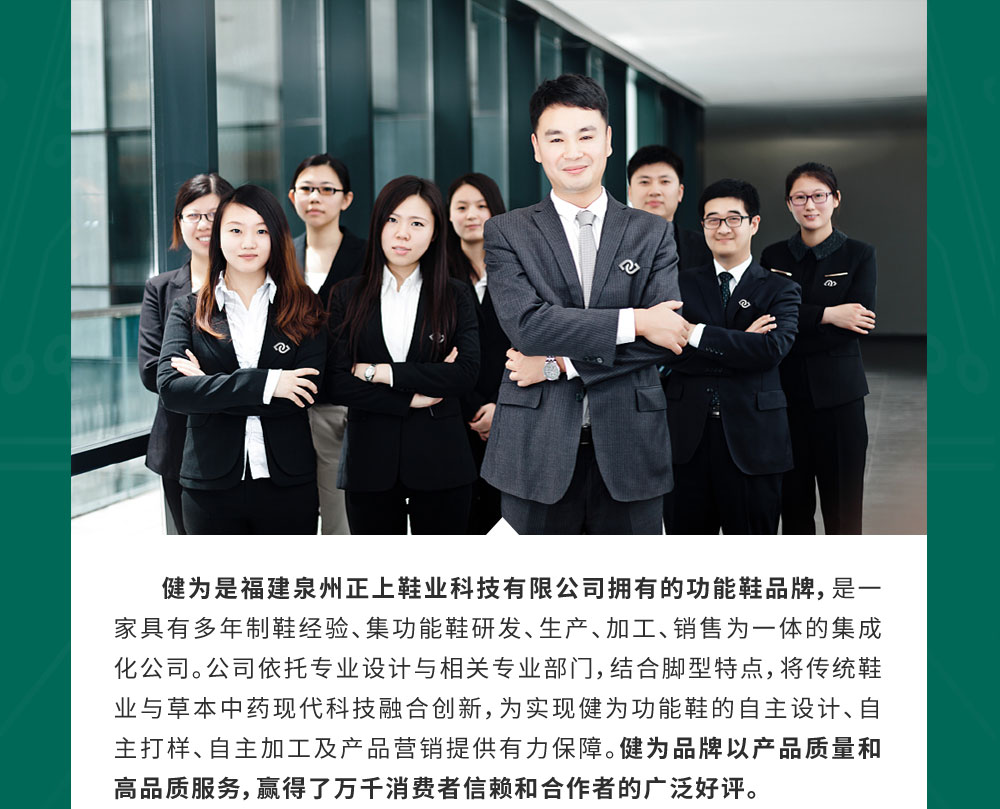 健为是福建泉州正上鞋业科技有限公司拥有的功能鞋品牌，是一
家具有多年制鞋经验、集功能鞋研发、生产、加工、销售为一体的集成
化公司。公司依托专业设计与相关专业部门，结合脚型特点，将传统鞋
业与草本中药现代科技融合创新，为实现健为功能鞋的自主设计、自
主打样、自主加工及产品营销提供有力保障。健为品牌以产品质量和
高品质服务，赢得了万千消费者信赖和合作者的广泛好评。